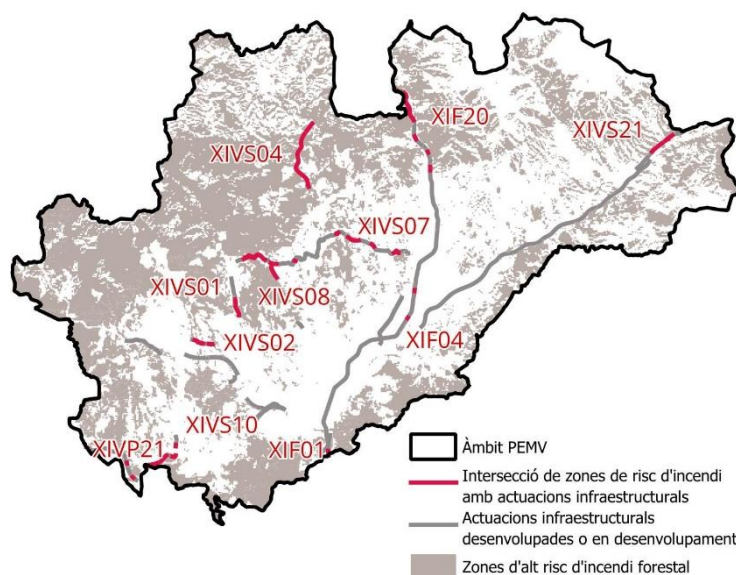 XIF20
XIVS21
XIVS04
XIVS07
XIVS01
XIVS08
XIVS02
XIF04
XIVS10
XIVP21
XIF01
Àmbit PEMV
Intersecció de zones de risc d'incendi
amb actuacions infraestructurals
Actuacions infraestructurals
desenvolupades o en desenvolupament
Zones d'alt risc d'incendi forestal